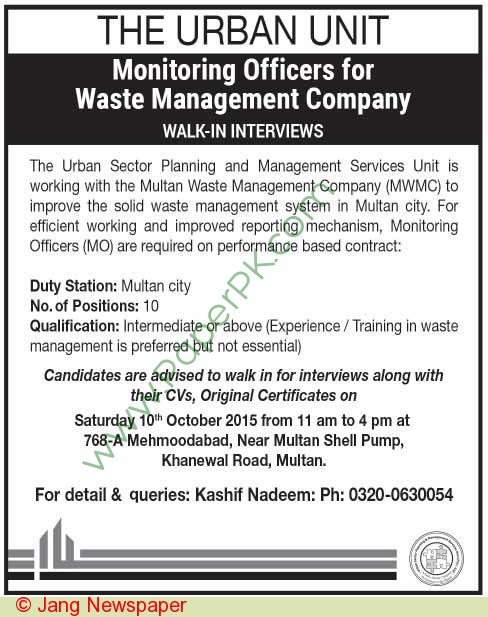 THE URBAN UNIT
Monitoring Officers for
Waste Management Company
WALK-IN INTERVIEWS
The Urban Sector Planning and Management Services Unit is
working with the Multan Waste Management Company (MWMC) to
improve the solid waste management system in Multan city. For
efficient working and improved reporting mechanism, Monitoring
Officers (MO) are required on performance based contract:
Duty Station: Multan city
No. of Positions: 10
Qualification: Intermediate or above (Experience / Training in waste
management is preferred but not essential)
Candidates are advised to walk in for interviews along with
their CVs, Original Certificates on
Saturday 10th October 2015 from 11 am to 4 pm at
768-A Mehmoodabad, Near Multan Shell Pump,
Khanewal Road, Multan.
For detail & queries: Kashif Nadeem: Ph: 0320-0630054
www.PaperPK.com
© Jang Newspaper